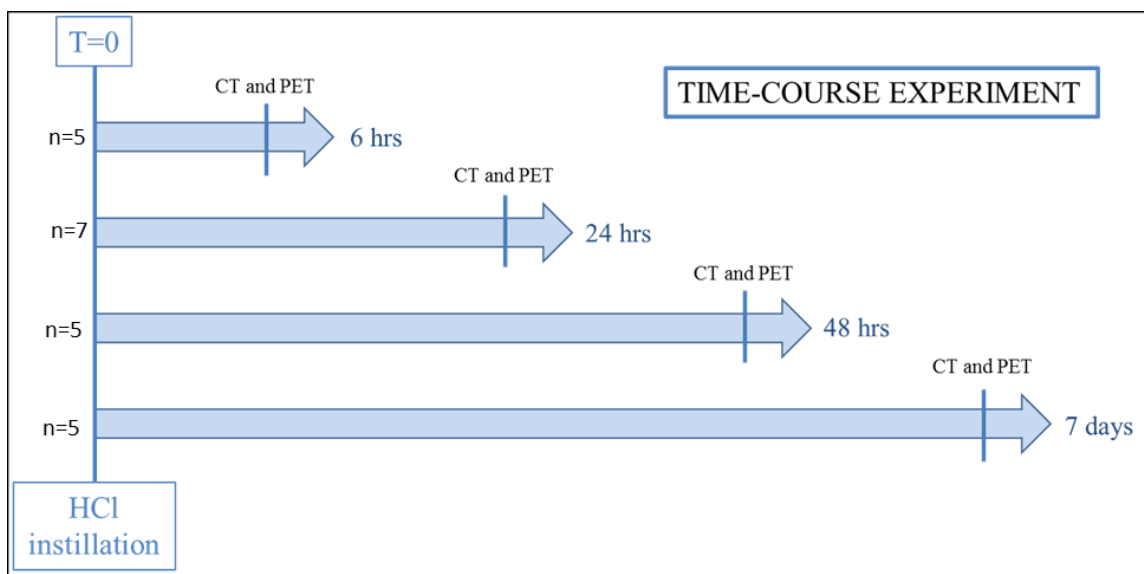 T=0
TIME-COURSE EXPERIMENT
CT and PET
n=5
6 hrs
CT and PET
n=7
24 hrs
CT and PET
n=5
48 hrs
CT and PET
n=5
7 days
HCl
instillation